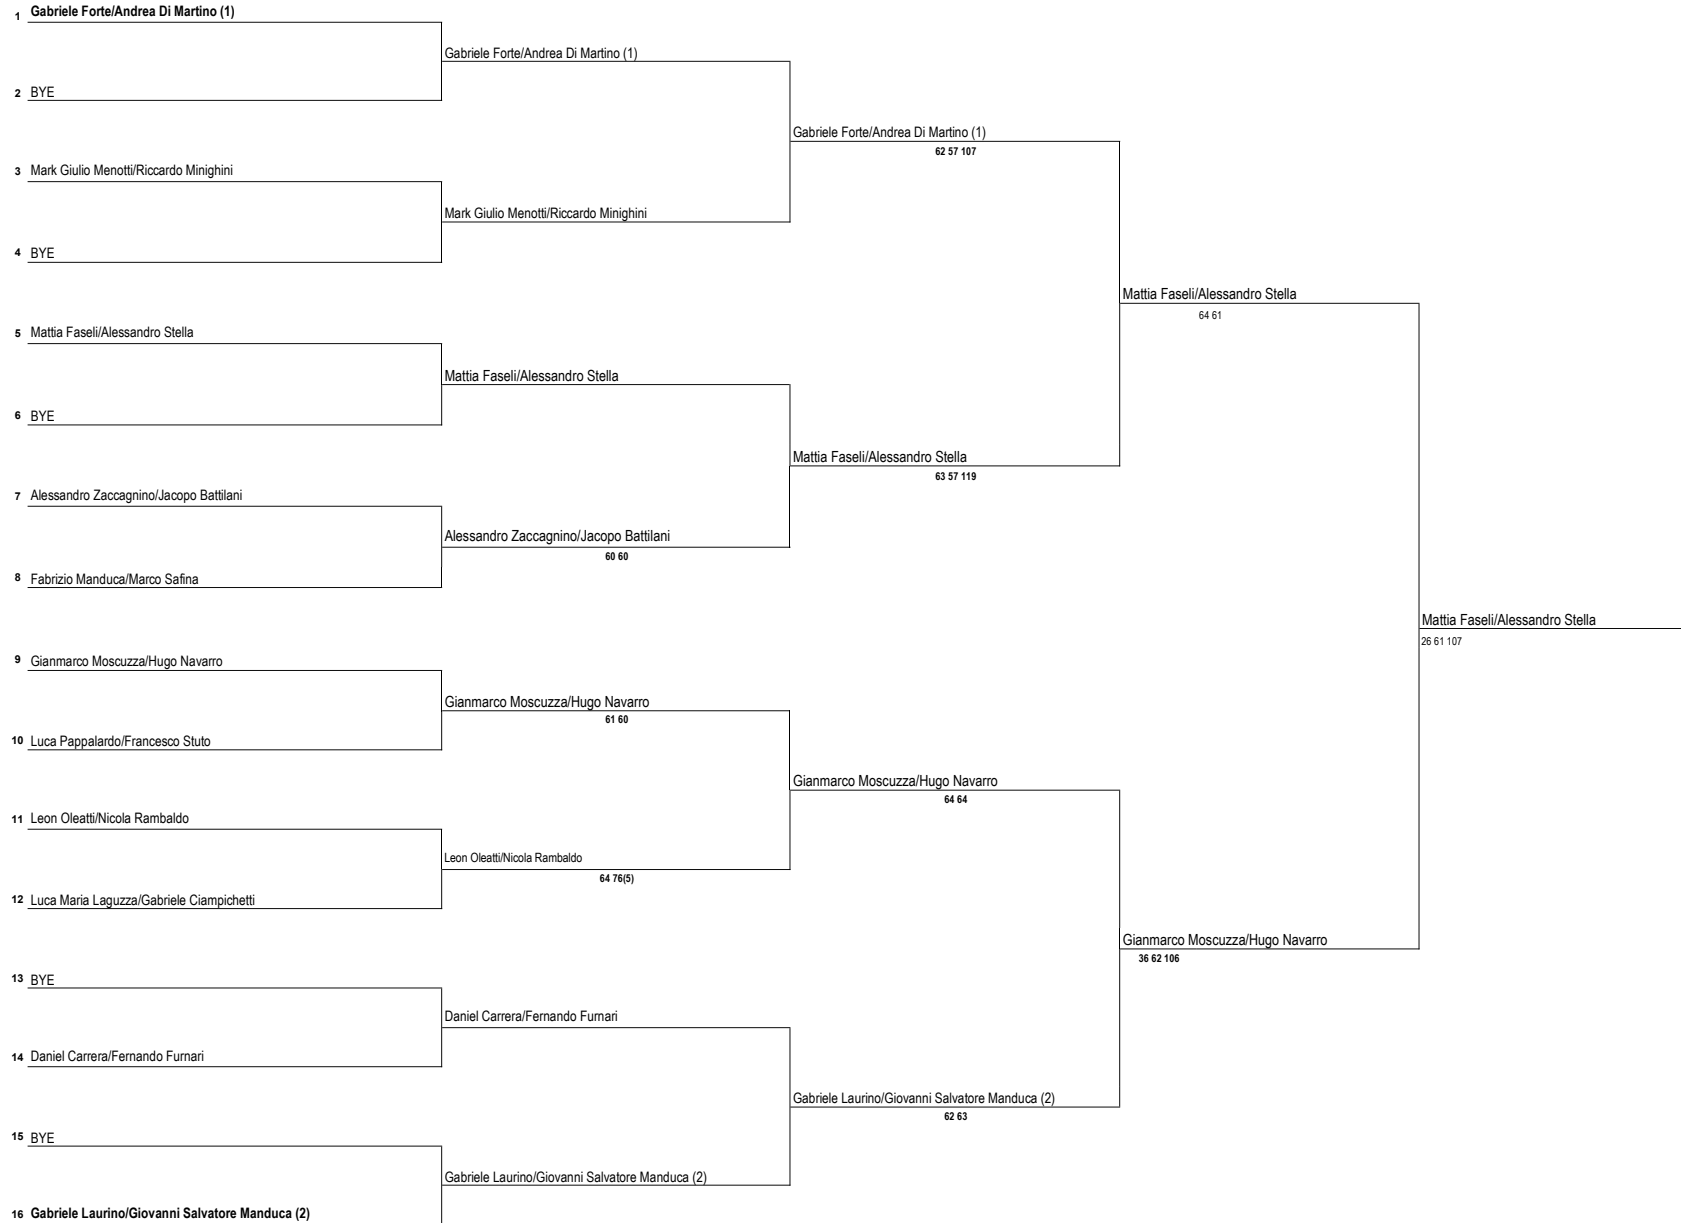 1 Gabriele Forte/Andrea Di Martino (1)
Gabriele Forte/Andrea Di Martino (1)
2 BYE
Gabriele Forte/Andrea Di Martino (1)
62 57 107
3 Mark Giulio Menotti/Riccardo Minighini
Mark Giulio Menotti/Riccardo Minighini
4 BYE
Mattia Faseli/Alessandro Stella
64 61
5 Mattia Faseli/Alessandro Stella
Mattia Faseli/Alessandro Stella
6 BYE
Mattia Faseli/Alessandro Stella
63 57 119
7 Alessandro Zaccagnino/Jacopo Battilani
Alessandro Zaccagnino/Jacopo Battilani
60 60
8 Fabrizio Manduca/Marco Safina
Mattia Faseli/Alessandro Stella
26 61 107
9 Gianmarco Moscuzza/Hugo Navarro
Gianmarco Moscuzza/Hugo Navarro
61 60
10 Luca Pappalardo/Francesco Stuto
Gianmarco Moscuzza/Hugo Navarro
64 64
11 Leon Oleatti/Nicola Rambaldo
Leon Oleatti/Nicola Rambaldo
64 76(5)
12 Luca Maria Laguzza/Gabriele Ciampichetti
Gianmarco Moscuzza/Hugo Navarro
36 62 106
13 BYE
Daniel Carrera/Fernando Furnari
14 Daniel Carrera/Fernando Furnari
Gabriele Laurino/Giovanni Salvatore Manduca (2)
62 63
15 BYE
Gabriele Laurino/Giovanni Salvatore Manduca (2)
16 Gabriele Laurino/Giovanni Salvatore Manduca (2)